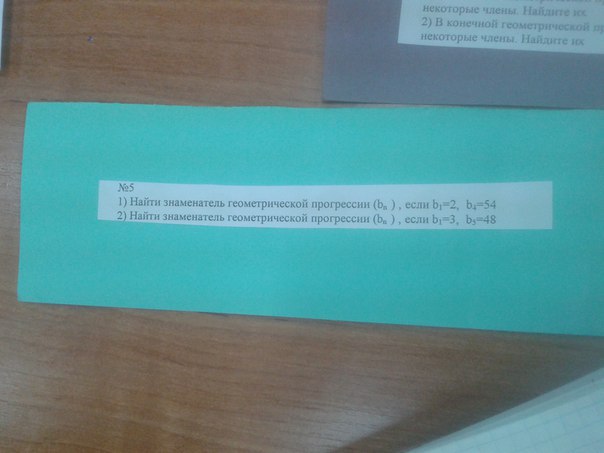 некоторые члены. Найдите их
2) В конечной геометрической
некоторые члены. Найдите их
№5
1) Найти знаменатель геометрической прогрессии (bₙ ) , если b₁=2, b₄=54
2) Найти знаменатель геометрической прогрессии (bₙ ) , если b₁=3, b₅=48